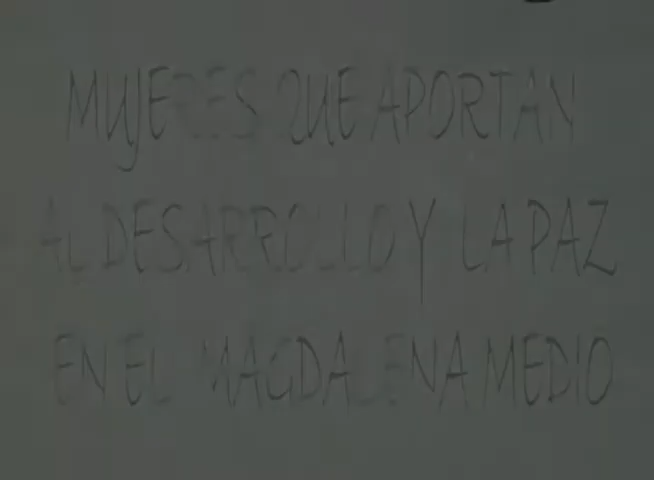 MUJERES QUE APORTAN
AL DESARROLLO Y LA PAZ
EN EL MAGDALENA MEDIO